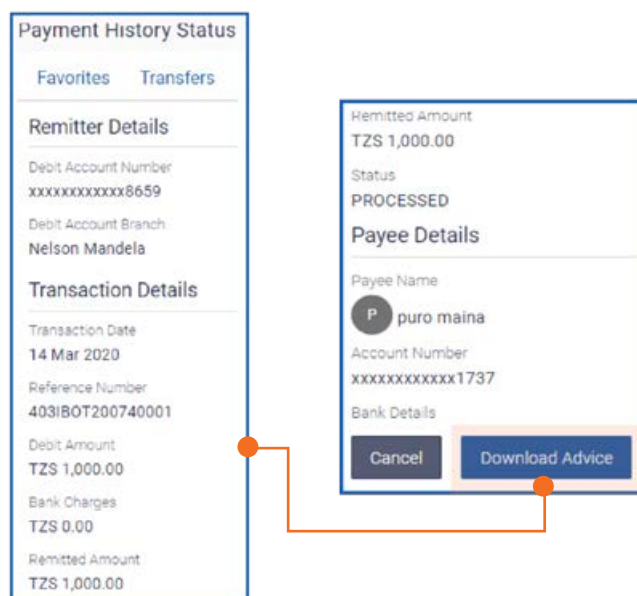 Payment History Status
Favorites Transfers
Remitter Details
Debit Account Number
xxxxxxxxxxxx8659
Debit Account Branch
Nelson Mandela
Transaction Details
Transaction Date
14 Mar 2020
Reference Number
403IBOT200740001
Debit Amount
TZS 1,000.00
Bank Charges
TZS 0.00
Remitted Amount
TZS 1,000.00
Remitted Amount
TZS 1,000.00
Status
PROCESSED
Payee Details
Payee Name
P puro maina
Account Number
xxxxxxxxxxxx1737
Bank Details
Cancel Download Advice